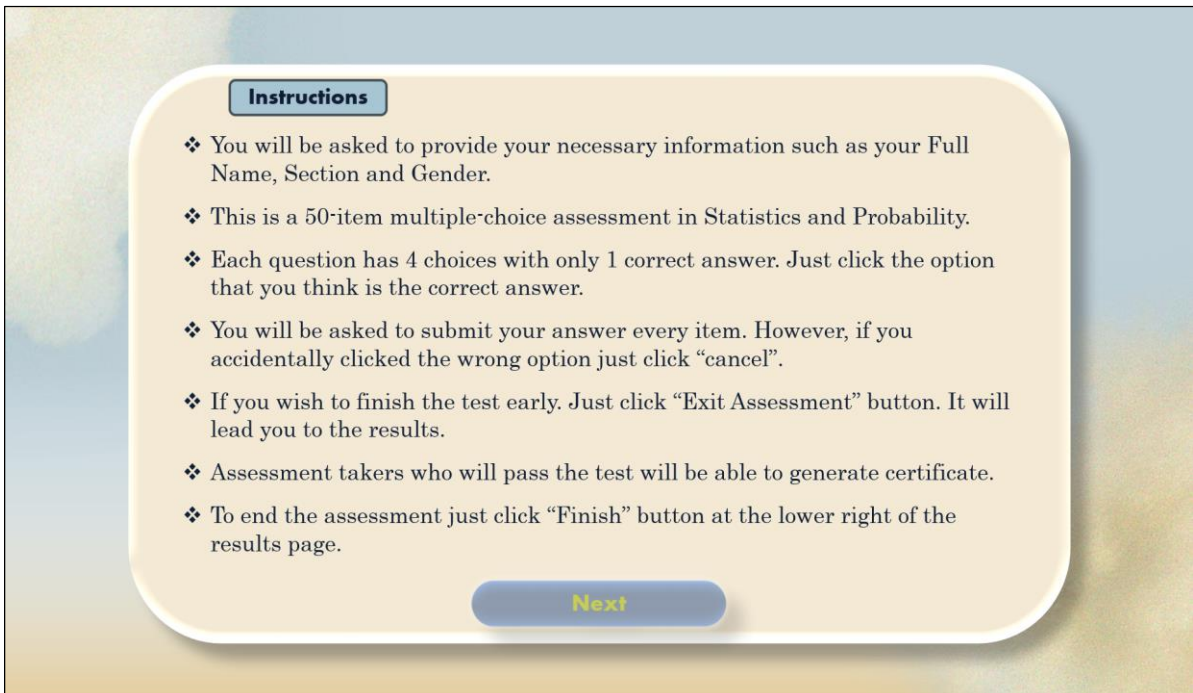 Instructions
❖ You will be asked to provide your necessary information such as your Full
Name, Section and Gender.
❖ This is a 50-item multiple-choice assessment in Statistics and Probability.
❖ Each question has 4 choices with only 1 correct answer. Just click the option
that you think is the correct answer.
❖ You will be asked to submit your answer every item. However, if you
accidentally clicked the wrong option just click “cancel”.
❖ If you wish to finish the test early. Just click “Exit Assessment” button. It will
lead you to the results.
❖ Assessment takers who will pass the test will be able to generate certificate.
❖ To end the assessment just click “Finish” button at the lower right of the
results page.
Next